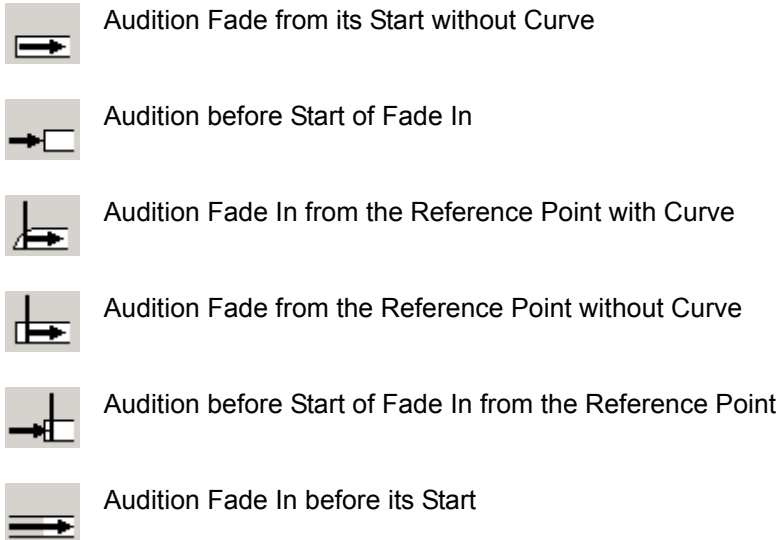 Audition Fade from its Start without Curve
Audition before Start of Fade In
Audition Fade In from the Reference Point with Curve
Audition Fade from the Reference Point without Curve
Audition before Start of Fade In from the Reference Point
Audition Fade In before its Start